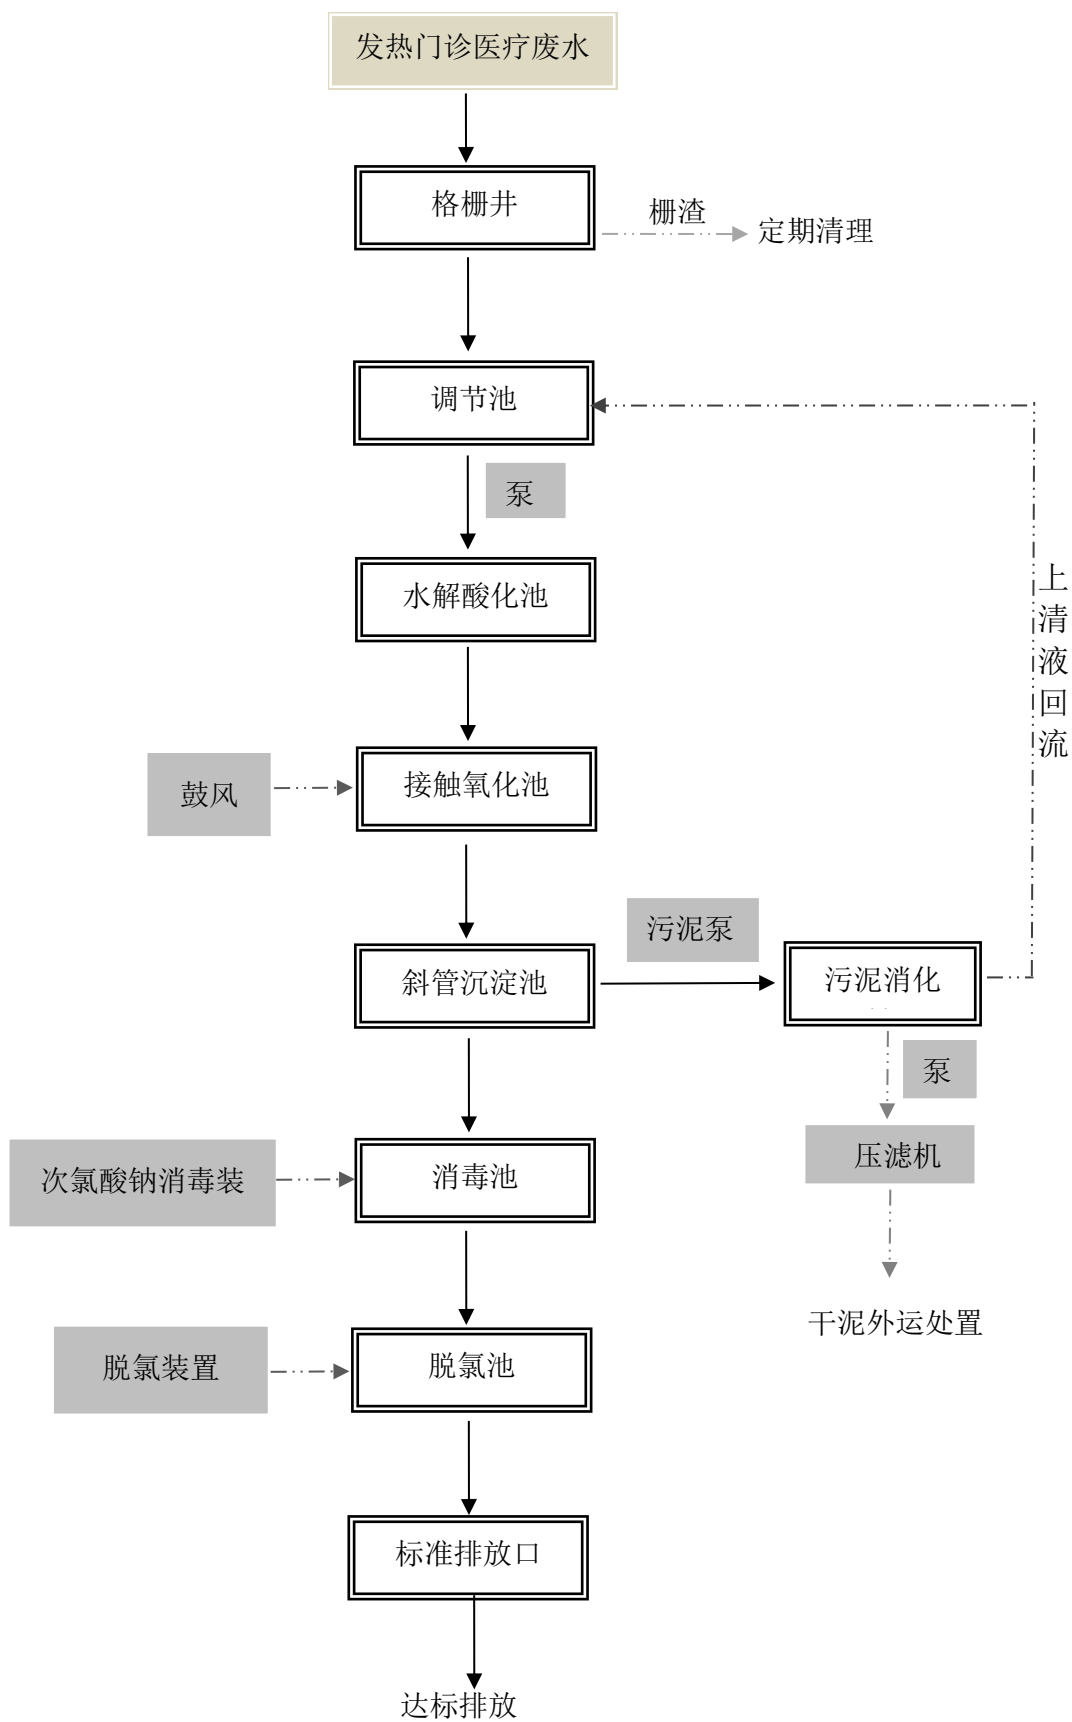 发热门诊医疗废水
格栅井
栅渣
定期清理
调节池
泵
水解酸化池
上
清
液
回
流
鼓风
接触氧化池
污泥泵
斜管沉淀池
污泥消化
泵
次氯酸钠消毒装
消毒池
压滤机
干泥外运处置
脱氯装置
脱氯池
标准排放口
达标排放